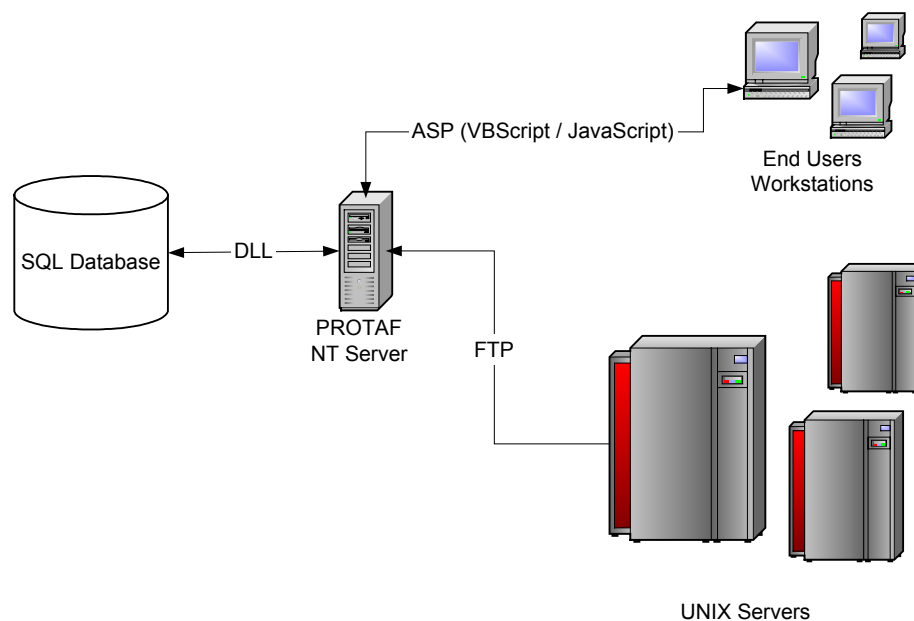 ASP (VBScript / JavaScript)
End Users
Workstations
SQL Database
DLL
PROTAF
NT Server
FTP
UNIX Servers